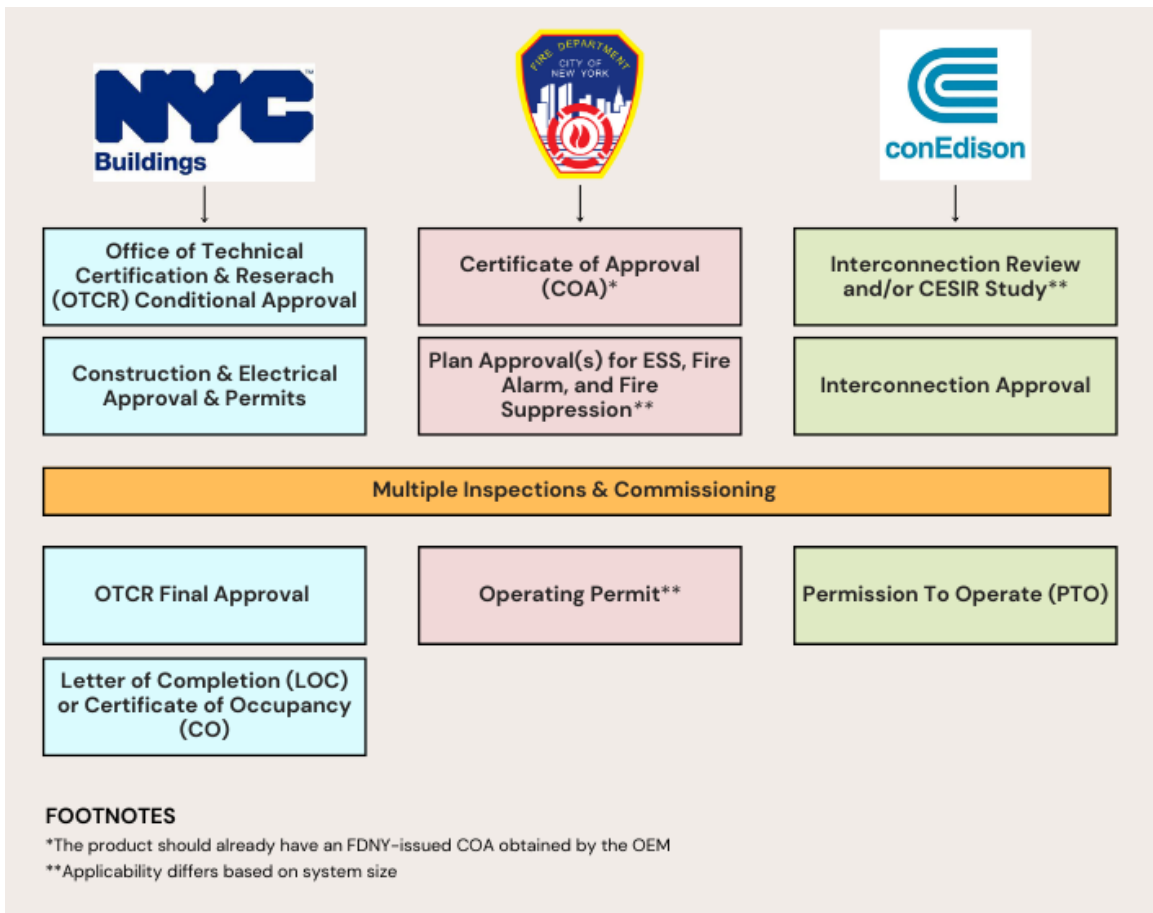 NYC
™
Buildings
FIRE DEPARTMENT
CITY OF
NEW YORK
conEdison
Office of Technical
Certification & Reserach
(OTCR) Conditional Approval
Certificate of Approval
(COA)*
Interconnection Review
and/or CESIR Study**
Construction & Electrical
Approval & Permits
Plan Approval(s) for ESS, Fire
Alarm, and Fire
Suppression**
Interconnection Approval
Multiple Inspections & Commissioning
OTCR Final Approval
Operating Permit**
Permission To Operate (PTO)
Letter of Completion (LOC)
or Certificate of Occupancy
(CO)
FOOTNOTES
*The product should already have an FDNY-issued COA obtained by the OEM
**Applicability differs based on system size